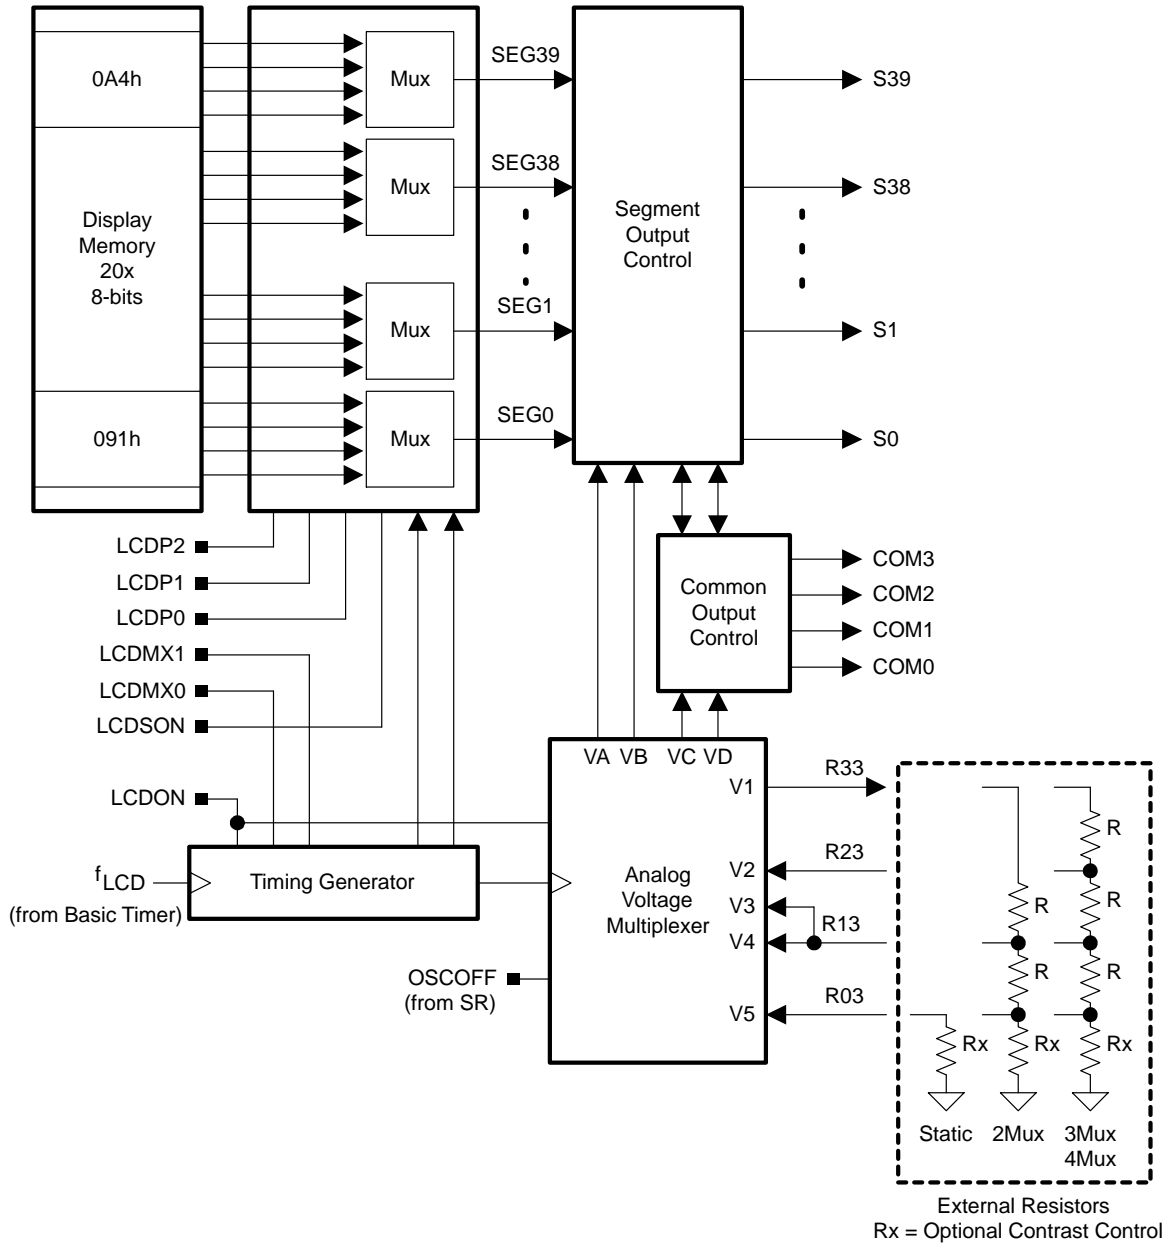 0A4h
Display
Memory
20x
8-bits
091h
Mux
Mux
Mux
Mux
SEG39
SEG38
SEG1
SEG0
Segment
Output
Control
S39
S38
S1
S0
LCDP2
LCDP1
LCDP0
LCDMX1
LCDMX0
LCDSON
LCDON
fLCD
(from Basic Timer)
Timing Generator
OSCOFF
(from SR)
Common
Output
Control
COM3
COM2
COM1
COM0
VA VB VC VD
Analog
Voltage
Multiplexer
V1
V2
V3
V4
V5
R33
R23
R13
R03
R
R
R
R
R
Rx
Rx
Rx
Static
2Mux
3Mux
4Mux
External Resistors
Rx = Optional Contrast Control